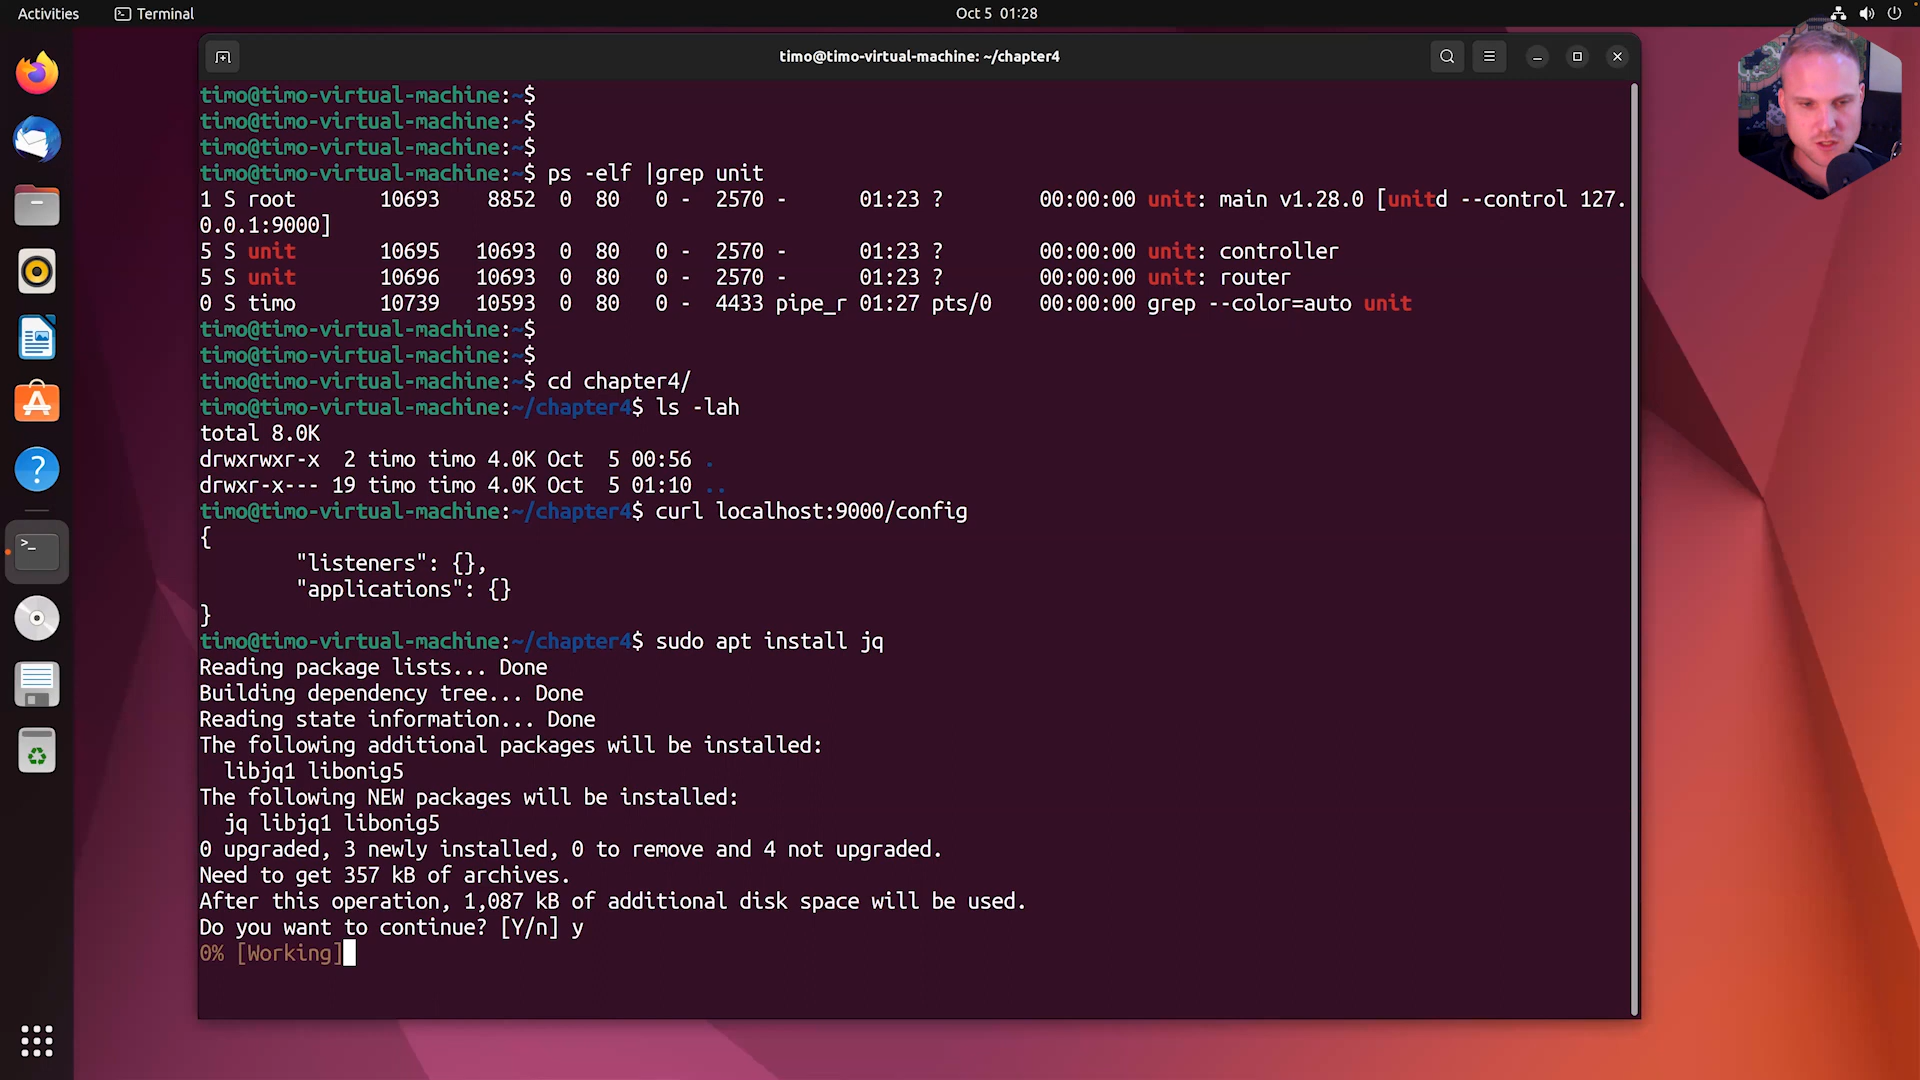 Activities
Terminal
Oct 5 01:28
timo@timo-virtual-machine: ~/chapter4
timo@timo-virtual-machine:~$
timo@timo-virtual-machine:~$
timo@timo-virtual-machine:~$
timo@timo-virtual-machine:~$ ps -elf |grep unit
1 S root      10693    8852  0  80   0 -  2570 -      01:23 ?        00:00:00 unit: main v1.28.0 [unitd --control 127.
0.0.1:9000]
5 S unit      10695   10693  0  80   0 -  2570 -      01:23 ?        00:00:00 unit: controller
5 S unit      10696   10693  0  80   0 -  2570 -      01:23 ?        00:00:00 unit: router
0 S timo      10739   10593  0  80   0 -  4433 pipe_r 01:27 pts/0    00:00:00 grep --color=auto unit
timo@timo-virtual-machine:~$
timo@timo-virtual-machine:~$
timo@timo-virtual-machine:~$ cd chapter4/
timo@timo-virtual-machine:~/chapter4$ ls -lah
total 8.0K
drwxrwxr-x  2 timo timo 4.0K Oct  5 00:56 .
drwxr-x--- 19 timo timo 4.0K Oct  5 01:10 ..
timo@timo-virtual-machine:~/chapter4$ curl localhost:9000/config
{
        "listeners": {},
        "applications": {}
}
timo@timo-virtual-machine:~/chapter4$ sudo apt install jq
Reading package lists... Done
Building dependency tree... Done
Reading state information... Done
The following additional packages will be installed:
  libjq1 libonig5
The following NEW packages will be installed:
  jq libjq1 libonig5
0 upgraded, 3 newly installed, 0 to remove and 4 not upgraded.
Need to get 357 kB of archives.
After this operation, 1,087 kB of additional disk space will be used.
Do you want to continue? [Y/n] y
0% [Working]